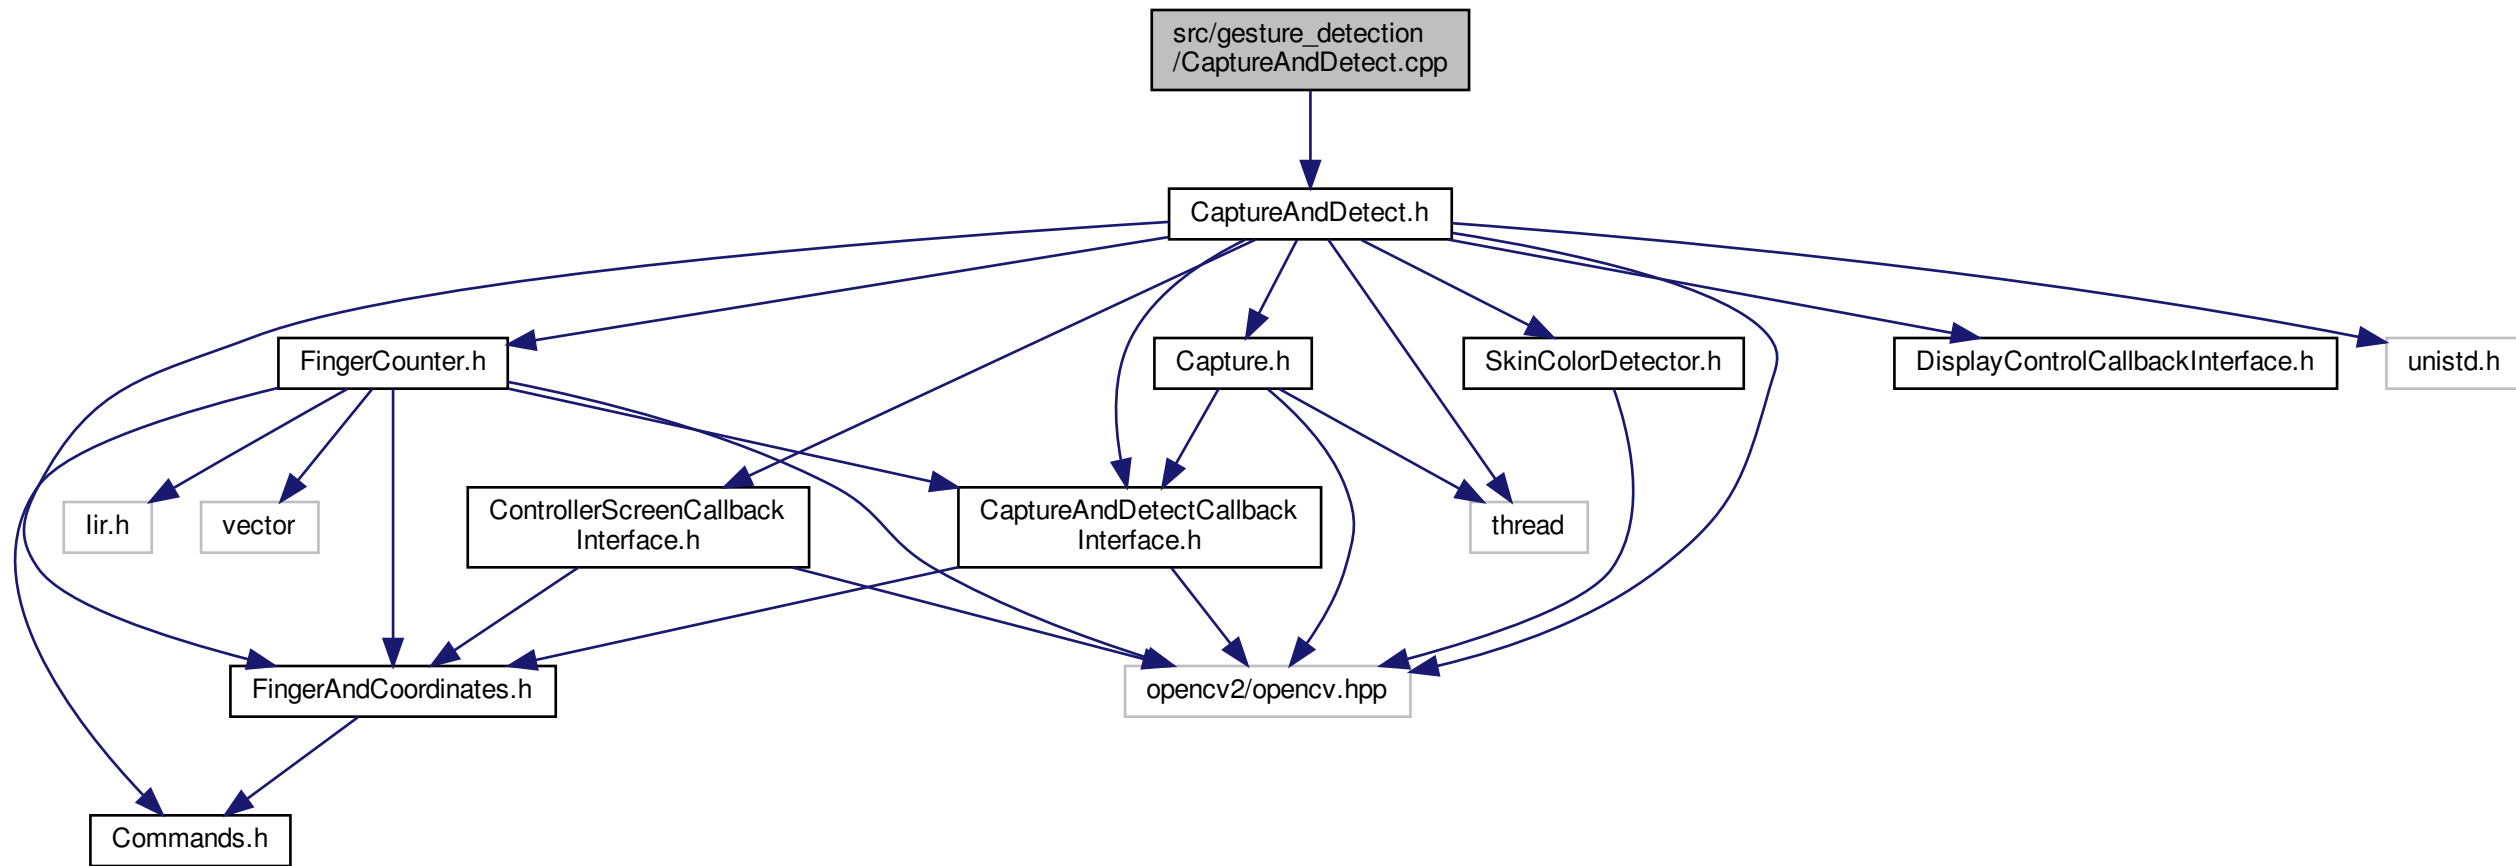 src/gesture_detection
/CaptureAndDetect.cpp
CaptureAndDetect.h
FingerCounter.h
Capture.h
SkinColorDetector.h
DisplayControlCallbackInterface.h
unistd.h
lir.h
vector
ControllerScreenCallback
Interface.h
CaptureAndDetectCallback
Interface.h
thread
FingerAndCoordinates.h
opencv2/opencv.hpp
Commands.h